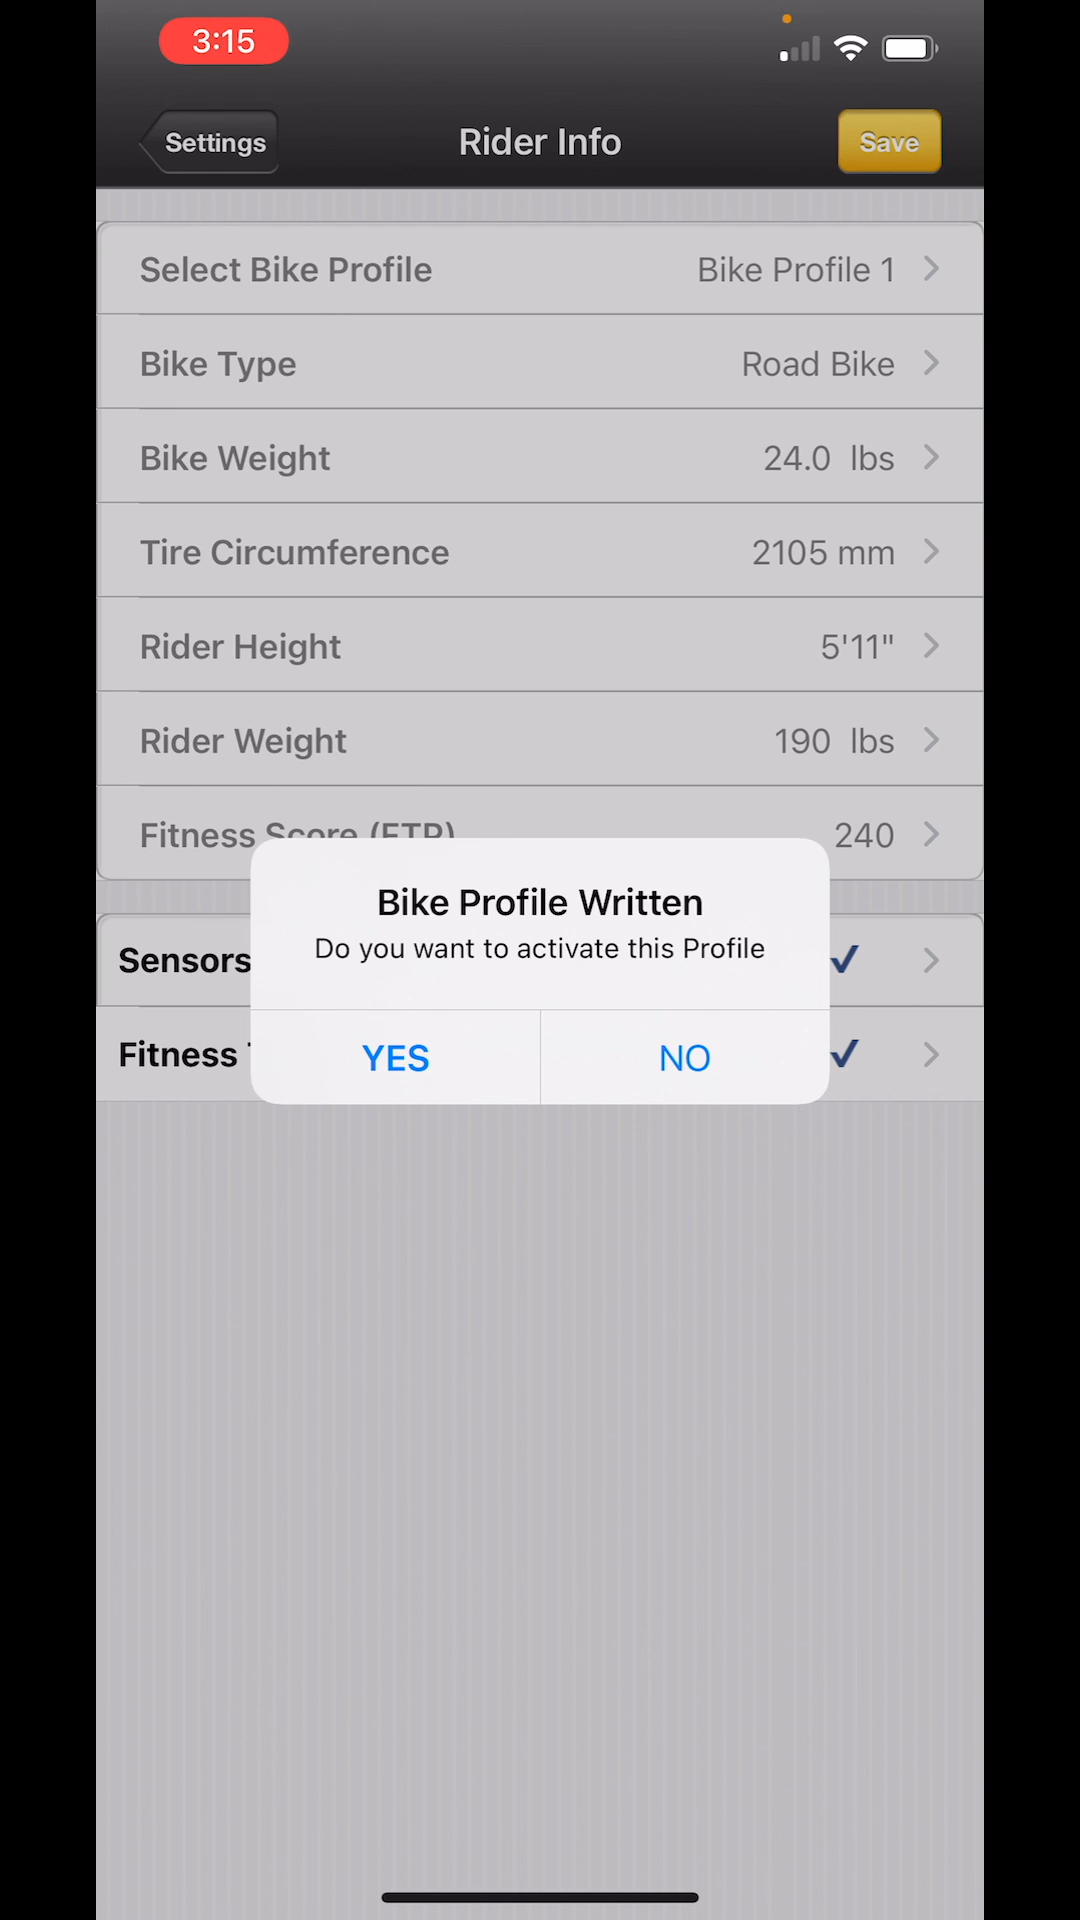 3:15
Settings
Rider Info
Save
Select Bike Profile Bike Profile 1
Bike Type Road Bike
Bike Weight 24.0 lbs
Tire Circumference 2105 mm
Rider Height 5'11"
Rider Weight 190 lbs
Fitness Score (FTP) 240
Bike Profile Written
Do you want to activate this Profile
Sensors
Fitness
YES NO